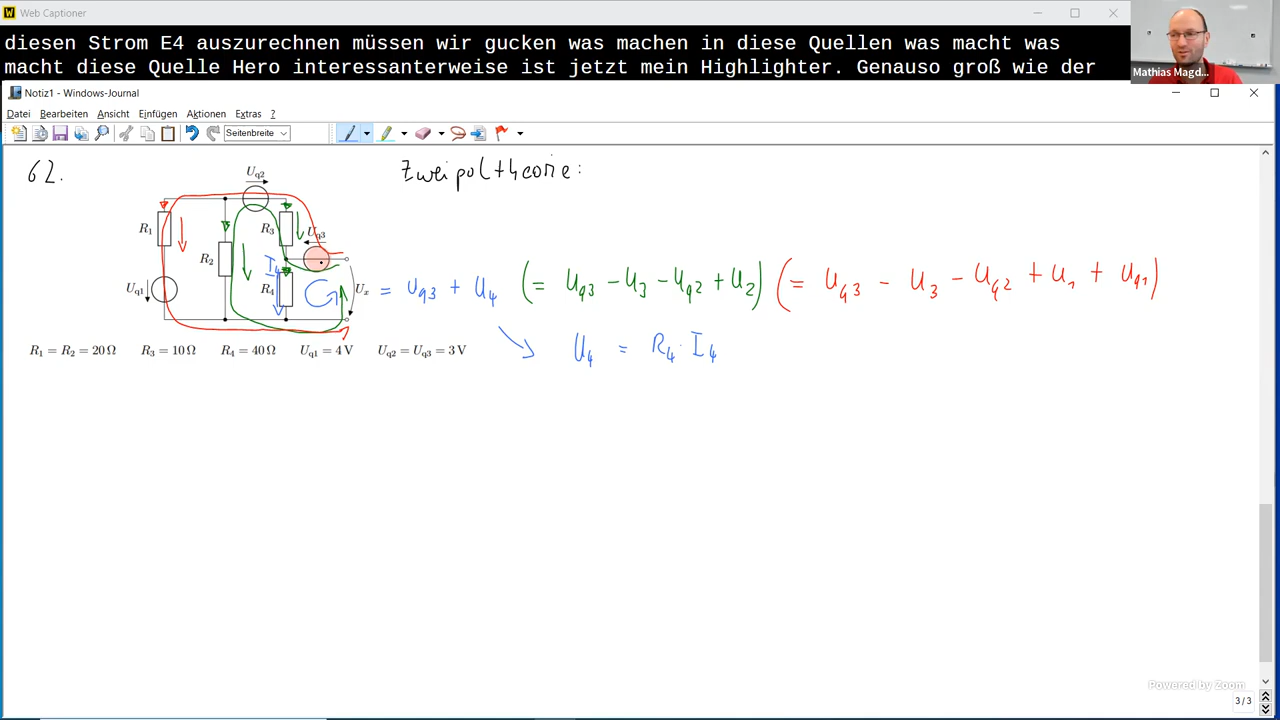 Web Captioner
diesen Strom E4 auszurechnen müssen wir gucken was machen in diese Quellen was macht was
macht diese Quelle Hero interessanterweise ist jetzt mein Highlighter. Genauso groß wie der
Mathias Magd...
Notiz1 - Windows-Journal
Datei Bearbeiten Ansicht Einfügen Aktionen Extras ?
Seitenbreite
62.
Zweipoltheorie:
Uq2
R1
R2
R3
Uq3
Uq1
I4
R4
Ux
= Uq3 + U4 (= Uq3 - U3 - Uq2 + U2) (= Uq3 - U3 - Uq2 + U1 + Uq1)
U4 = R4 · I4
R1 = R2 = 20 Ω R3 = 10 Ω R4 = 40 Ω Uq1 = 4 V Uq2 = Uq3 = 3 V
Powered by Zoom
3/3